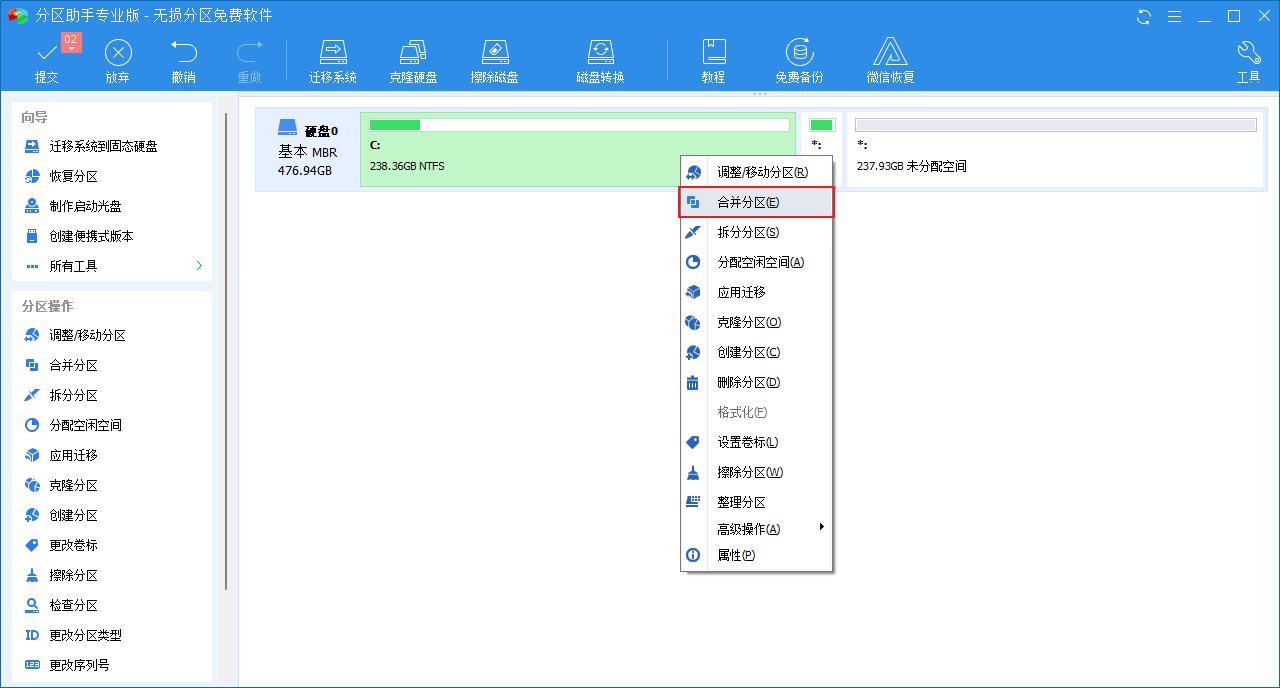 分区助手专业版 - 无损分区免费软件
02
提交
放弃
撤销
重做
迁移系统
克隆硬盘
擦除磁盘
磁盘转换
教程
免费备份
微信恢复
工具
向导
迁移系统到固态硬盘
恢复分区
制作启动光盘
创建便携式版本
所有工具
分区操作
调整/移动分区
合并分区
拆分分区
分配空闲空间
应用迁移
克隆分区
创建分区
更改卷标
擦除分区
检查分区
ID 更改分区类型
123 更改序列号
硬盘0
基本 MBR
476.94GB
C:
238.36GB NTFS
*:
*:
237.93GB 未分配空间
调整/移动分区(R)
合并分区(E)
拆分分区(S)
分配空闲空间(A)
应用迁移
克隆分区(O)
创建分区(C)
删除分区(D)
格式化(F)
设置卷标(L)
擦除分区(W)
整理分区
高级操作(A)
属性(P)